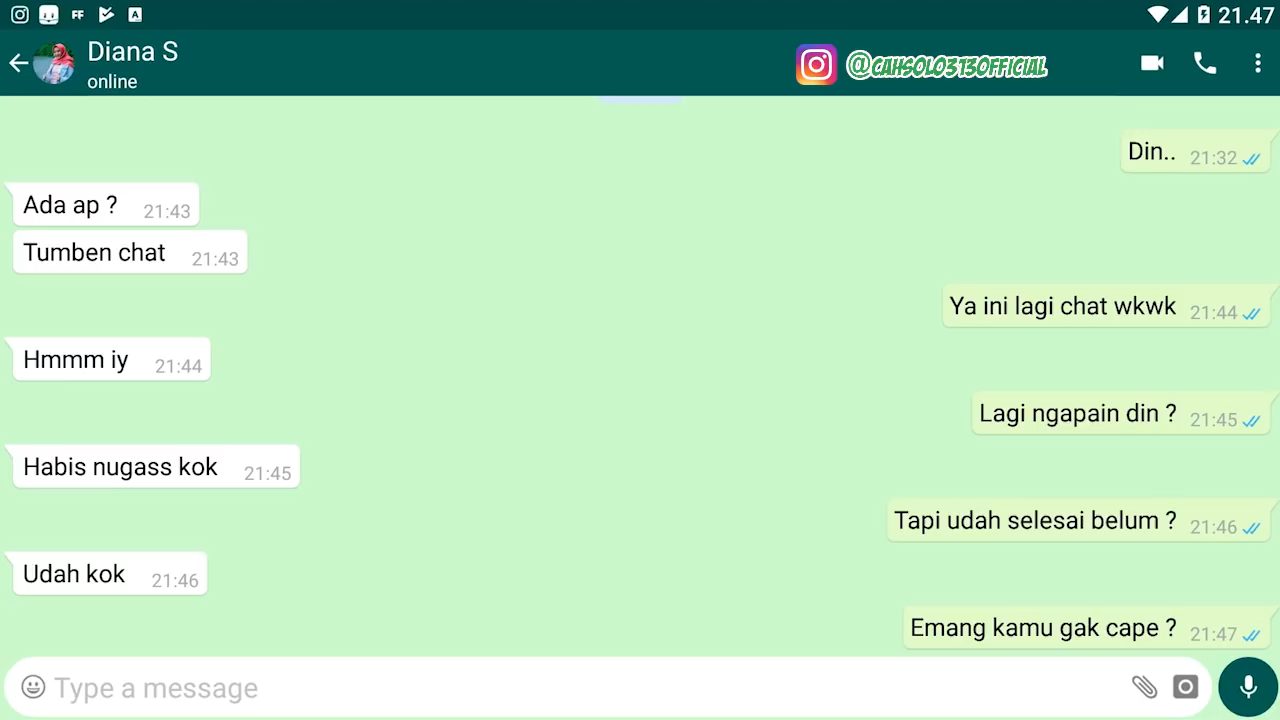 FF
A
21.47
Diana S
online
@CAHSOLO313OFFICIAL
Din.. 21:32
Ada ap ? 21:43
Tumben chat 21:43
Ya ini lagi chat wkwk 21:44
Hmmm iy 21:44
Lagi ngapain din ? 21:45
Habis nugass kok 21:45
Tapi udah selesai belum ? 21:46
Udah kok 21:46
Emang kamu gak cape ? 21:47
Type a message